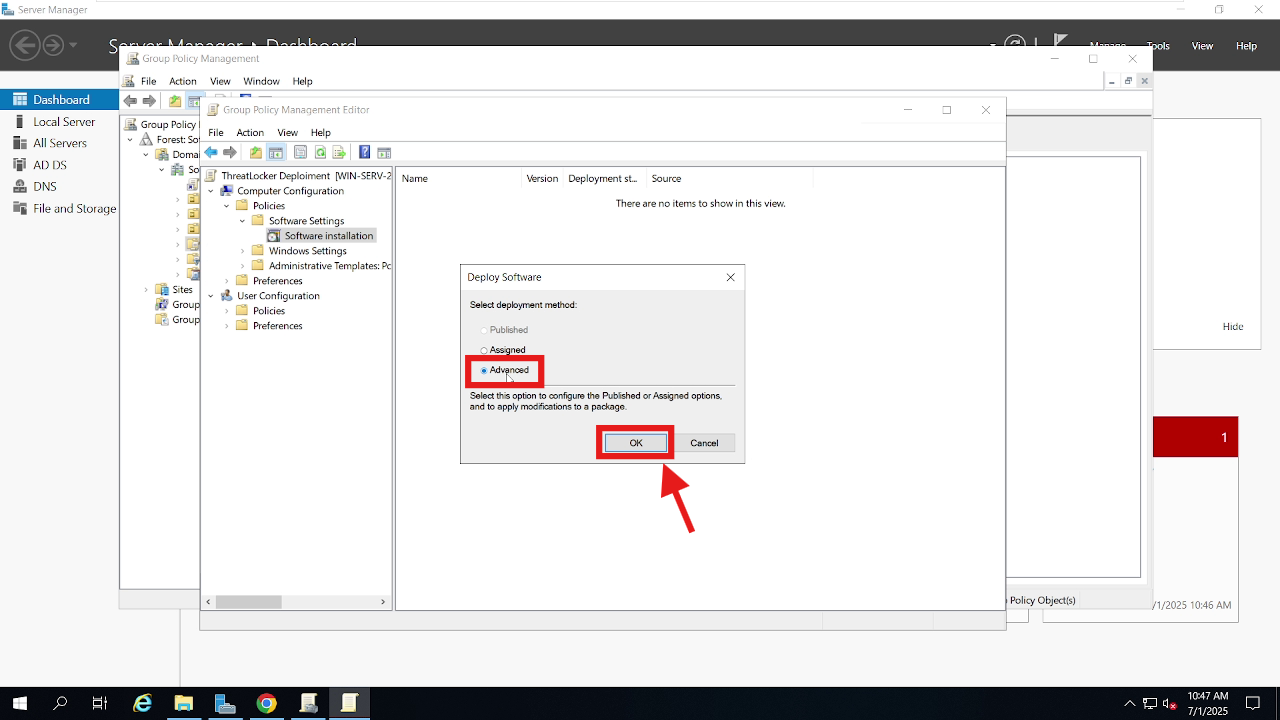 Server Manager
Server Manager ▸ Dashboard
Manage Tools View Help
Group Policy Management
File Action View Window Help
Dashboard
Local Server
All Servers
AD DS
DNS
File and Storage
Group Policy
Forest: So
Doma
So
Sites
Group
Group
Group Policy Management Editor
File Action View Help
ThreatLocker Deploiment [WIN-SERV-2
Computer Configuration
Policies
Software Settings
Software installation
Windows Settings
Administrative Templates: Po
Preferences
User Configuration
Policies
Preferences
Name Version Deployment st... Source
There are no items to show in this view.
Deploy Software
Select deployment method:
Published
Assigned
Advanced
Select this option to configure the Published or Assigned options,
and to apply modifications to a package.
OK Cancel
Hide
1
Policy Object(s)
/1/2025 10:46 AM
10:47 AM
7/1/2025